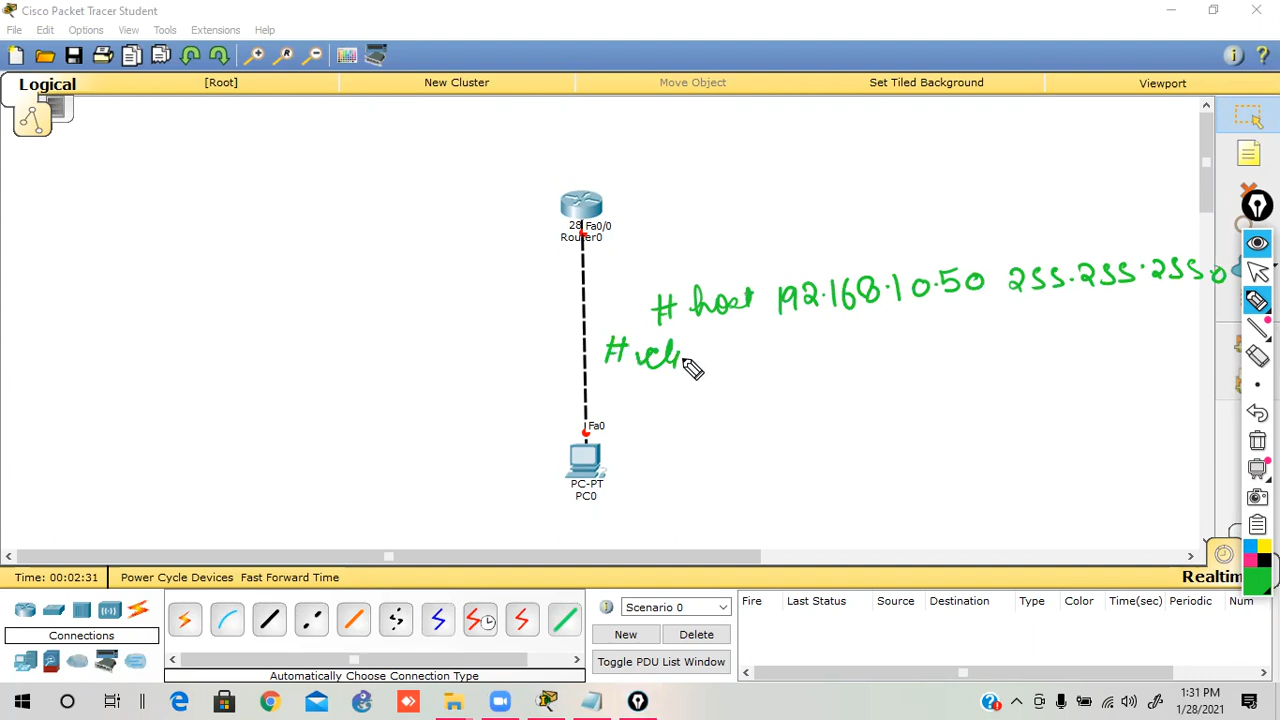 Cisco Packet Tracer Student
File Edit Options View Tools Extensions Help
Logical [Root] New Cluster Move Object Set Tiled Background Viewport
28 Fa0/0
Router0
# host 192.168.10.50 255.255.255.0
#
Fa0
PC-PT
PC0
Time: 00:02:31 Power Cycle Devices Fast Forward Time Realtim
Scenario 0
Fire Last Status Source Destination Type Color Time(sec) Periodic Num
Connections
New Delete
Toggle PDU List Window
Automatically Choose Connection Type
1:31 PM
1/28/2021